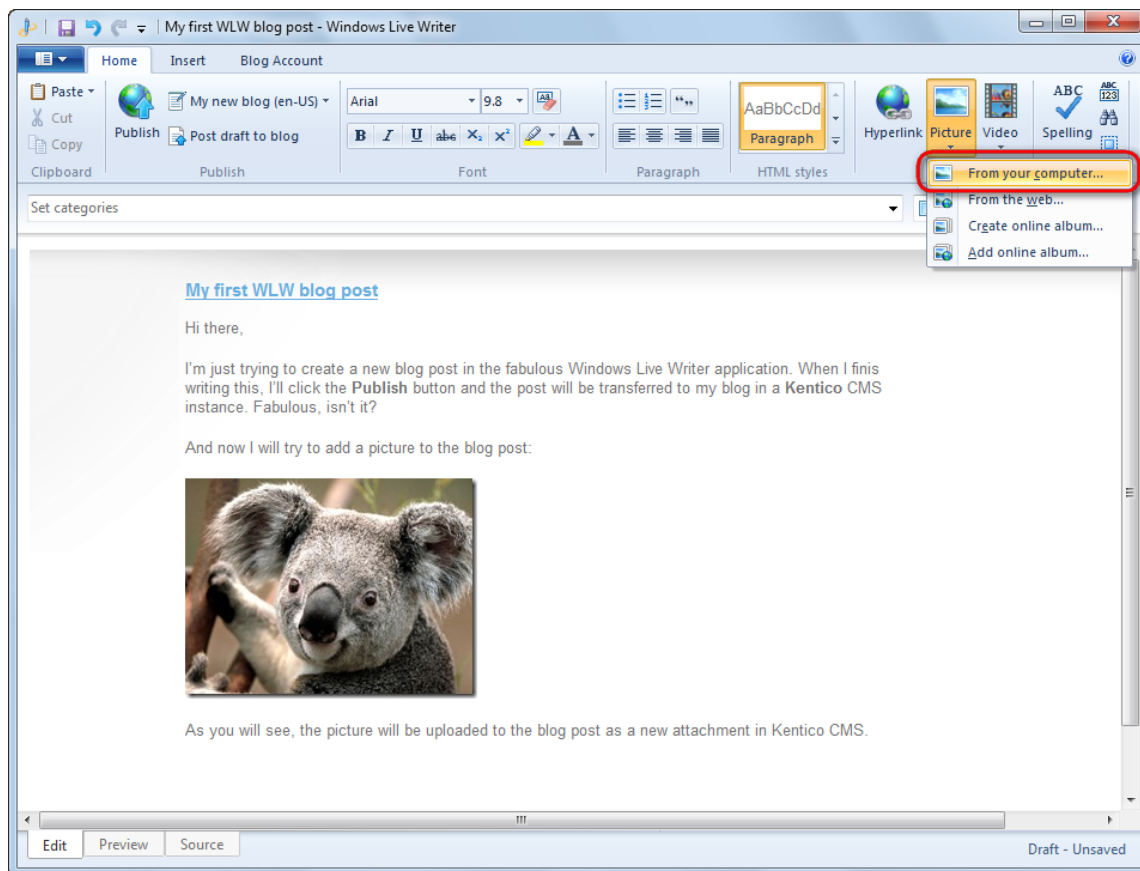 My first WLW blog post - Windows Live Writer
Home Insert Blog Account
Paste
Cut
Copy
Clipboard
Publish
My new blog (en-US)
Post draft to blog
Publish
Arial 9.8
B I U abc X₂ X²
A
Font
Paragraph
AaBbCcDd
Paragraph
HTML styles
Hyperlink Picture Video
ABC
Spelling
ABC
123
From your computer...
From the web...
Create online album...
Add online album...
Set categories
My first WLW blog post
Hi there,
I'm just trying to create a new blog post in the fabulous Windows Live Writer application. When I finis
writing this, I'll click the Publish button and the post will be transferred to my blog in a Kentico CMS
instance. Fabulous, isn't it?
And now I will try to add a picture to the blog post:
As you will see, the picture will be uploaded to the blog post as a new attachment in Kentico CMS.
Edit Preview Source
Draft - Unsaved